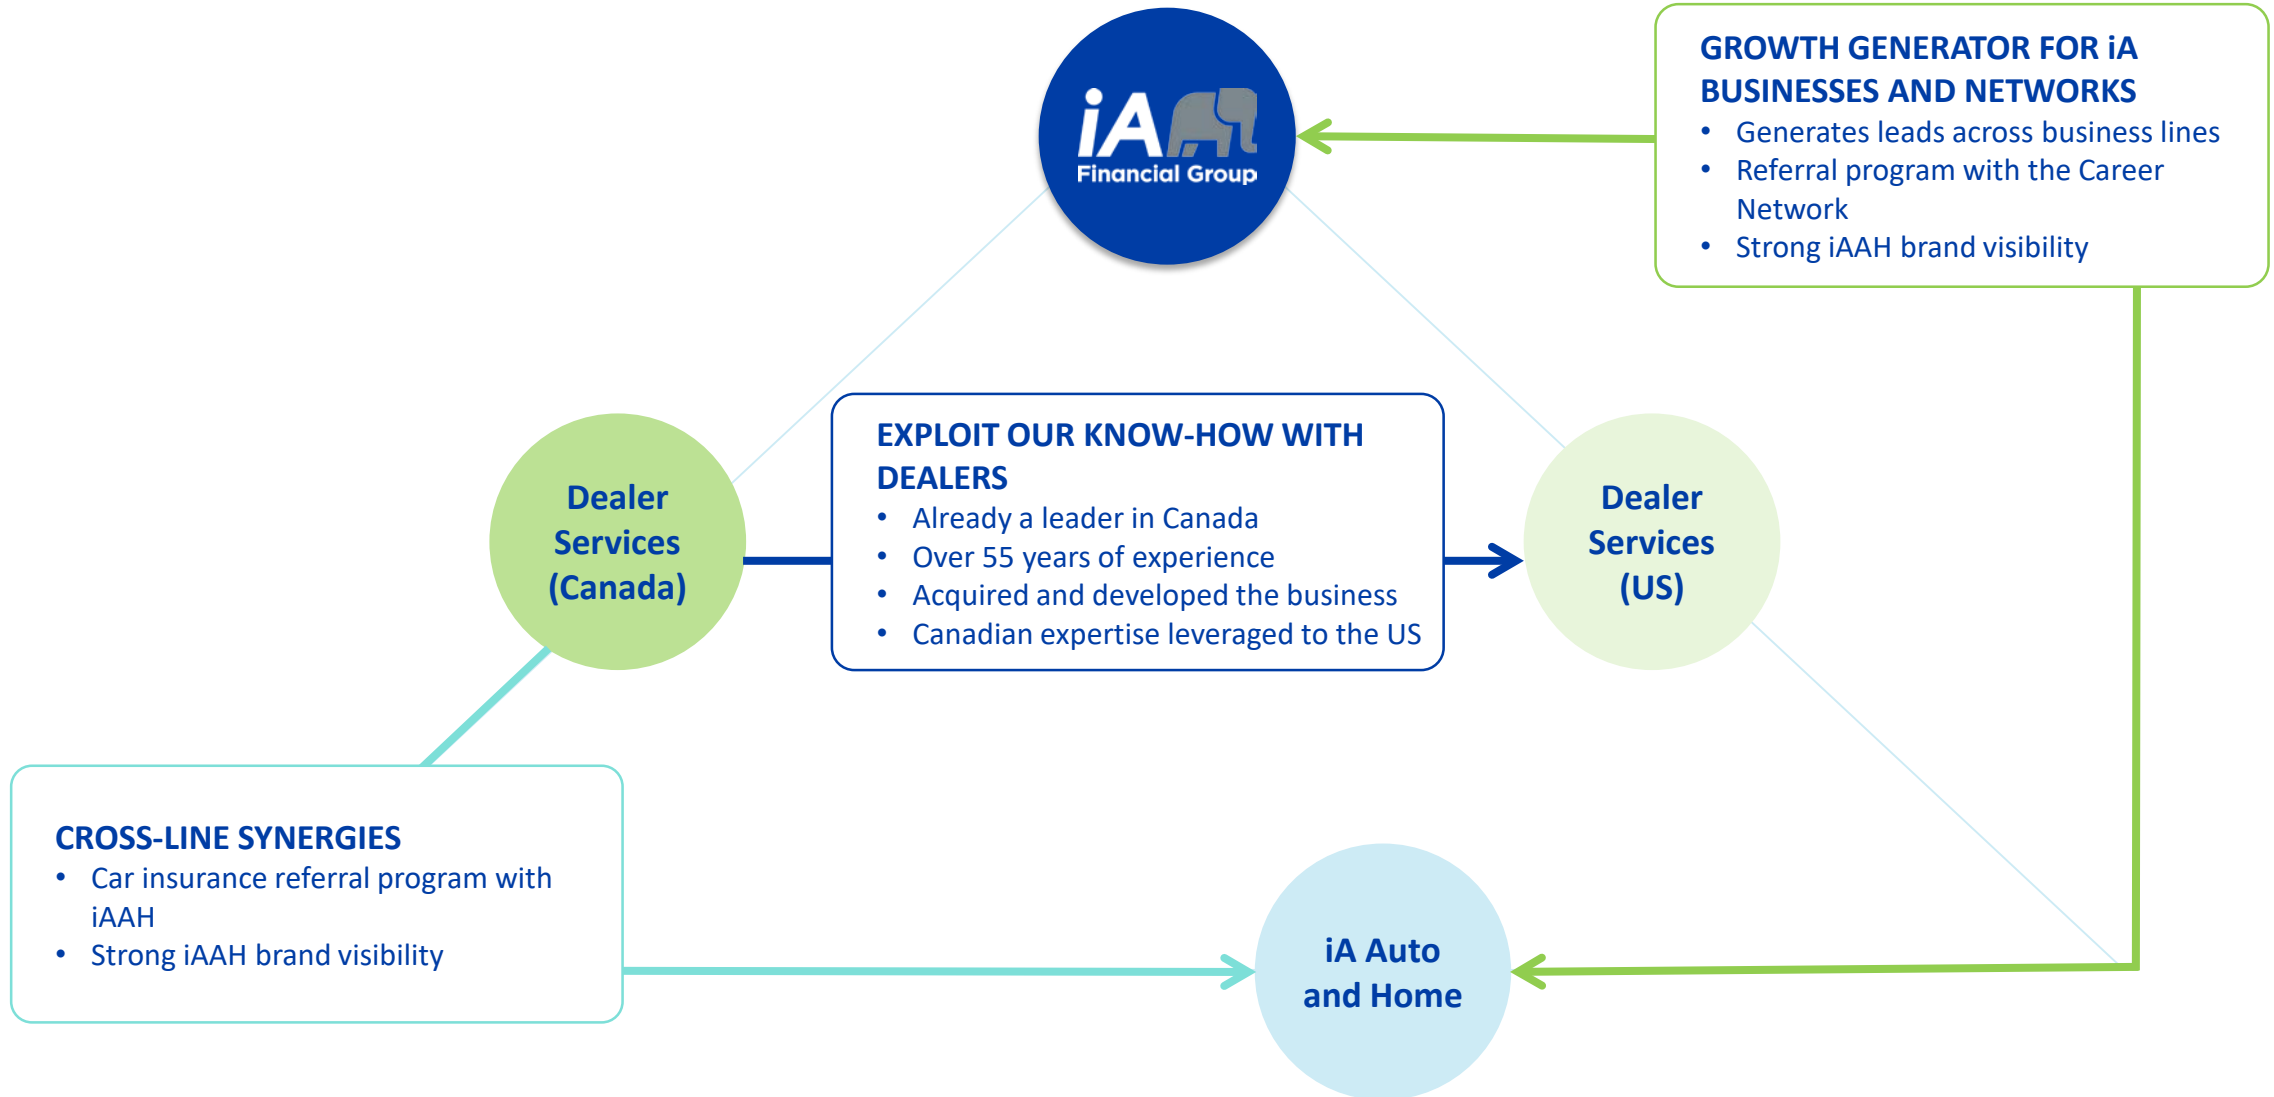 iA
Financial Group
GROWTH GENERATOR FOR iA
BUSINESSES AND NETWORKS
• Generates leads across business lines
• Referral program with the Career
Network
• Strong iAAH brand visibility
Dealer
Services
(Canada)
EXPLOIT OUR KNOW-HOW WITH
DEALERS
• Already a leader in Canada
• Over 55 years of experience
• Acquired and developed the business
• Canadian expertise leveraged to the US
Dealer
Services
(US)
CROSS-LINE SYNERGIES
• Car insurance referral program with
iAAH
• Strong iAAH brand visibility
iA Auto
and Home